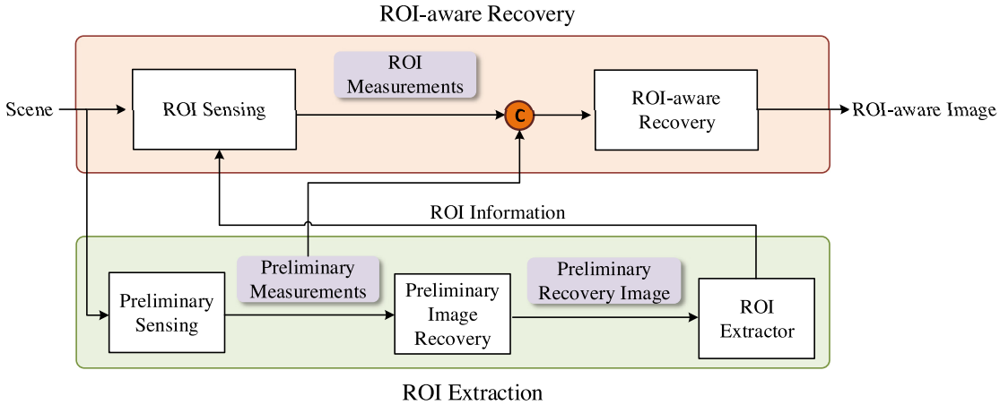 ROI-aware Recovery
ROI
Measurements
Scene
ROI Sensing
C
ROI-aware
Recovery
ROI-aware Image
ROI Information
Preliminary
Sensing
Preliminary
Measurements
Preliminary
Image
Recovery
Preliminary
Recovery Image
ROI
Extractor
ROI Extraction